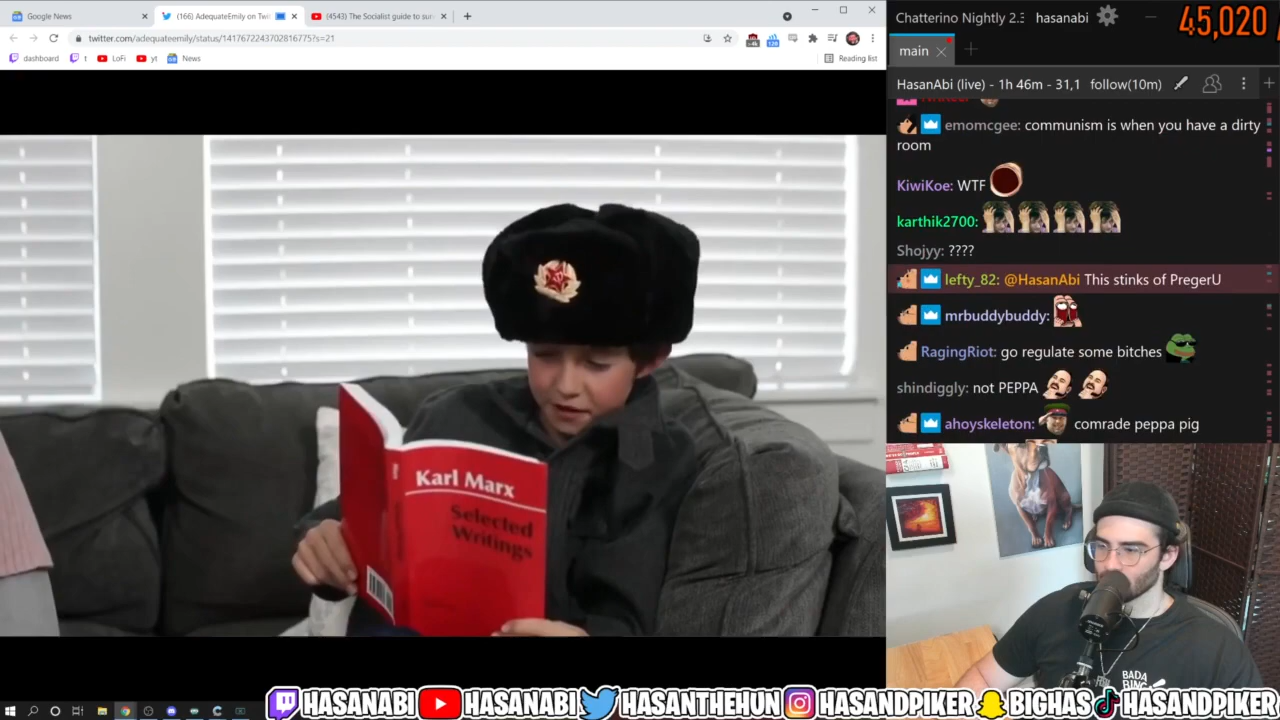 Google News
(166) AdequateEmily on Twi
(4543) The Socialist guide to sur
twitter.com/adequateemily/status/1417672243702816775?s=21
dashboard
t
LoFi
yt
News
Reading list
Karl Marx
Selected
Writings
Chatterino Nightly 2.3
hasanabi
45,020
main
HasanAbi (live) - 1h 46m - 31,1
follow(10m)
emomcgee: communism is when you have a dirty
room
KiwiKoe: WTF
karthik2700:
Shojyy: ????
lefty_82: @HasanAbi This stinks of PregerU
mrbuddybuddy:
RagingRiot: go regulate some bitches
shindiggly: not PEPPA
ahoyskeleton: comrade peppa pig
BADA
BING
HASANABI HASANABI HASANTHEHUN HASANDPIKER BIGHAS HASANDPIKER